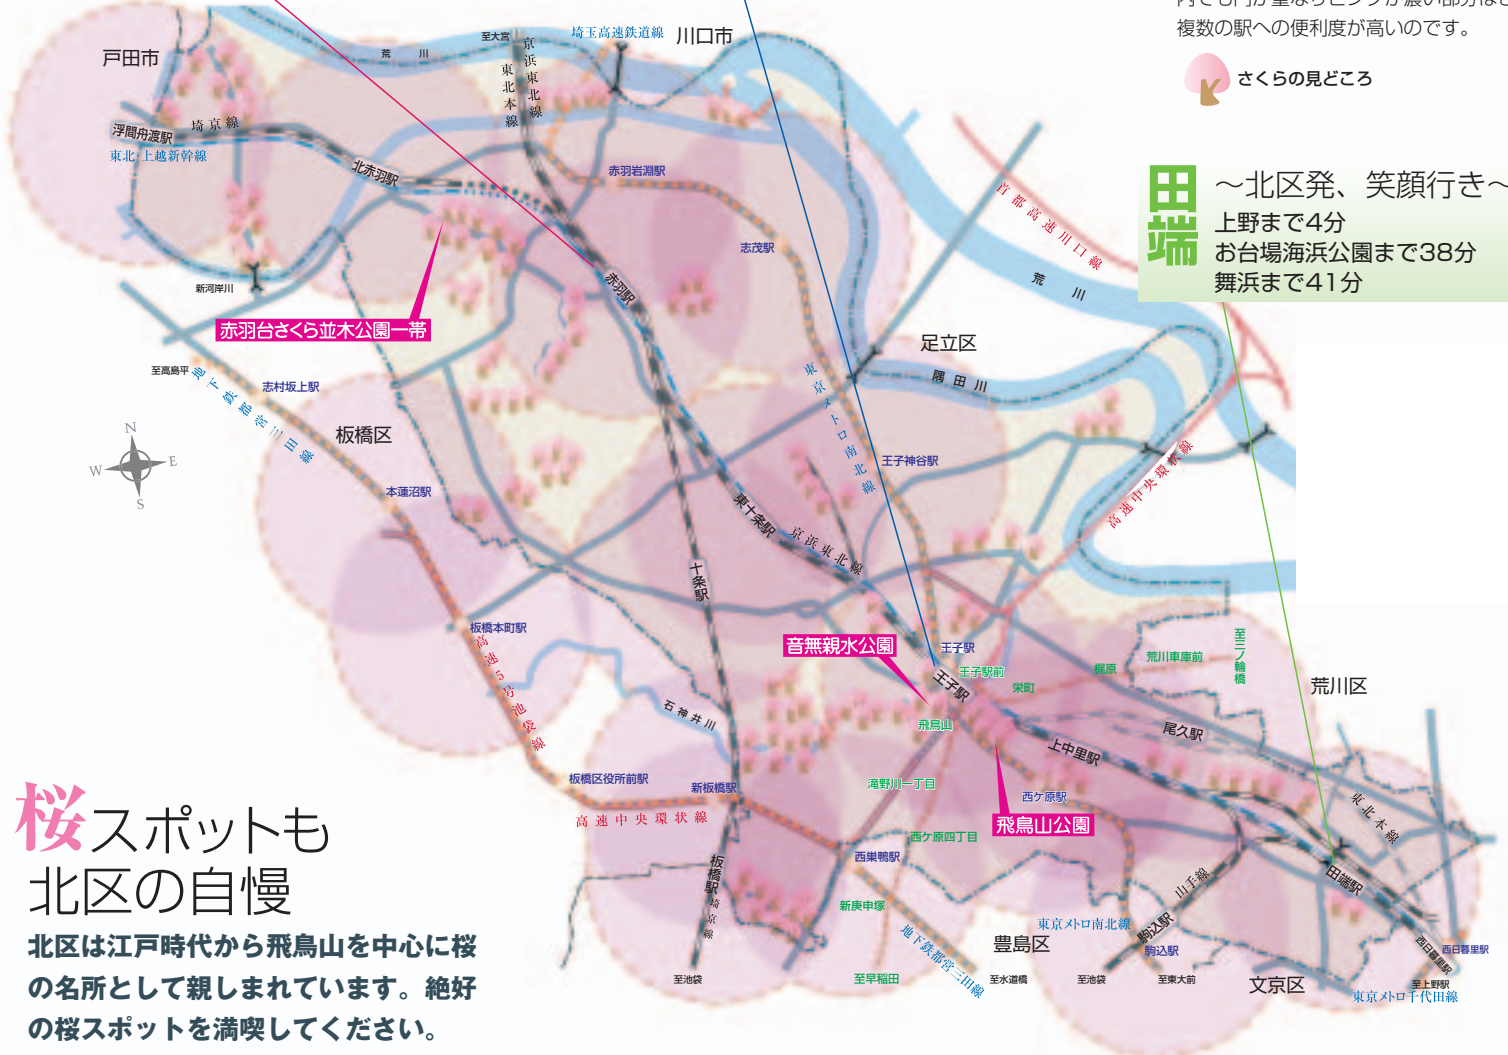 複数の駅への便利度が高いのです。
さくらの見どころ
田端
～北区発、笑顔行き～
上野まで4分
お台場海浜公園まで38分
舞浜まで41分
戸田市
荒川
至大宮
京浜東北線
東北本線
埼玉高速鉄道線
川口市
浮間舟渡駅
埼京線
東北・上越新幹線
北赤羽駅
赤羽岩淵駅
志茂駅
首都高速川口線
荒川
新河岸川
赤羽台さくら並木公園一帯
赤羽駅
足立区
隅田川
至高島平
地下鉄都営三田線
志村坂上駅
板橋区
東京メトロ南北線
N
W
E
S
本蓮沼駅
王子神谷駅
高速中央環状線
東十条駅
京浜東北線
十条駅
板橋本町駅
高速5号池袋線
音無親水公園
王子駅
王子駅前
王子駅
栄町
梶原
荒川車庫前
至三ノ輪橋
荒川区
石神井川
飛鳥山
尾久駅
上中里駅
板橋区役所前駅
新板橋駅
滝野川一丁目
西ケ原駅
高速中央環状線
飛鳥山公園
東北本線
西ケ原四丁目
西巣鴨駅
板橋駅
埼京線
山手線
田端駅
新庚申塚
地下鉄都営三田線
東京メトロ南北線
駒込駅
駒込駅
豊島区
西日暮里駅
西日暮里駅
至池袋
至早稲田
至水道橋
至池袋
至東大前
文京区
至上野駅
東京メトロ千代田線
桜スポットも
北区の自慢
北区は江戸時代から飛鳥山を中心に桜
の名所として親しまれています。絶好
の桜スポットを満喫してください。